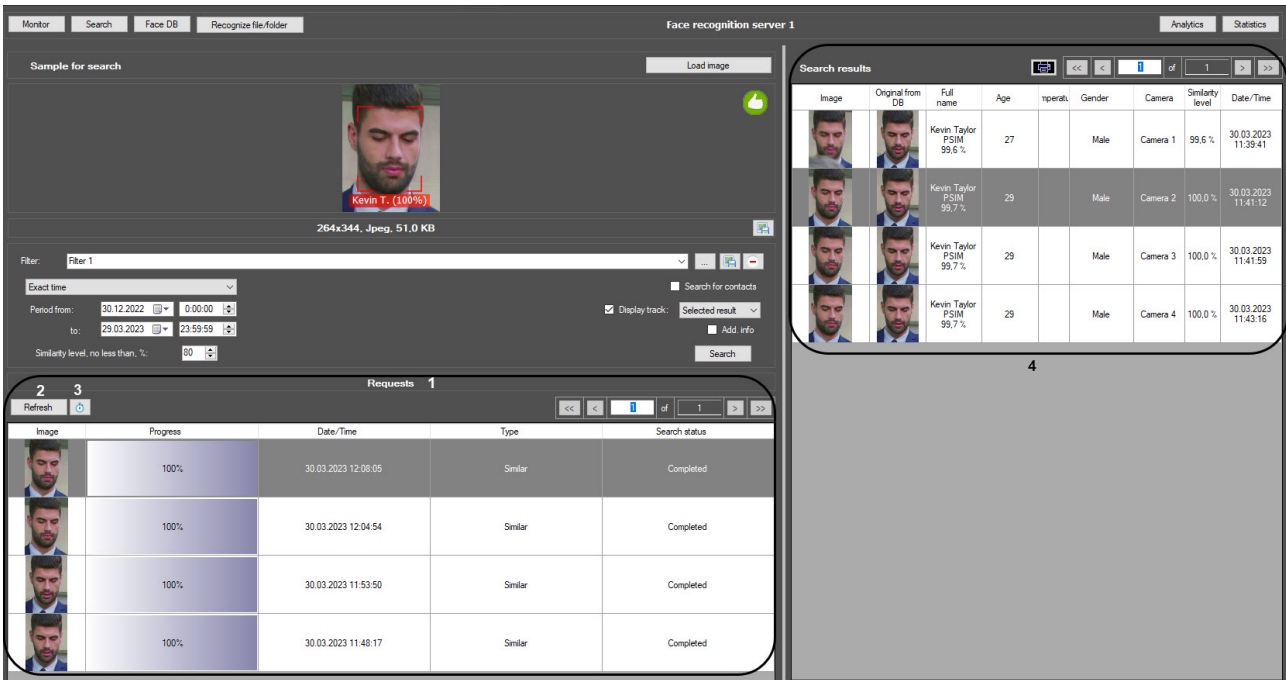 Monitor Search Face DB Recognize file/folder Face recognition server 1 Analytics Statistics
Sample for search Load image
Kevin T. (100%)
264x344, Jpeg, 51,0 KB
Filter: Filter 1 ...
Exact time Search for contacts
Period from: 30.12.2022 0:00:00 Display track: Selected result
to: 29.03.2023 23:59:59 Add. info
Similarity level, no less than, %: 80 Search
Requests 1
2 3
Refresh << < 1 of 1 > >>
Image Progress Date/Time Type Search status
100% 30.03.2023 12:08:05 Similar Completed
100% 30.03.2023 12:04:54 Similar Completed
100% 30.03.2023 11:53:50 Similar Completed
100% 30.03.2023 11:48:17 Similar Completed
Search results << < 1 of 1 > >>
Image Original from DB Full name Age mperatu Gender Camera Similarity level Date/Time
Kevin Taylor
PSIM
99,6 %
27 Male Camera 1 99,6 % 30.03.2023
11:39:41
Kevin Taylor
PSIM
99,7 %
29 Male Camera 2 100,0 % 30.03.2023
11:41:12
Kevin Taylor
PSIM
99,7 %
29 Male Camera 3 100,0 % 30.03.2023
11:41:59
Kevin Taylor
PSIM
99,7 %
29 Male Camera 4 100,0 % 30.03.2023
11:43:16
4